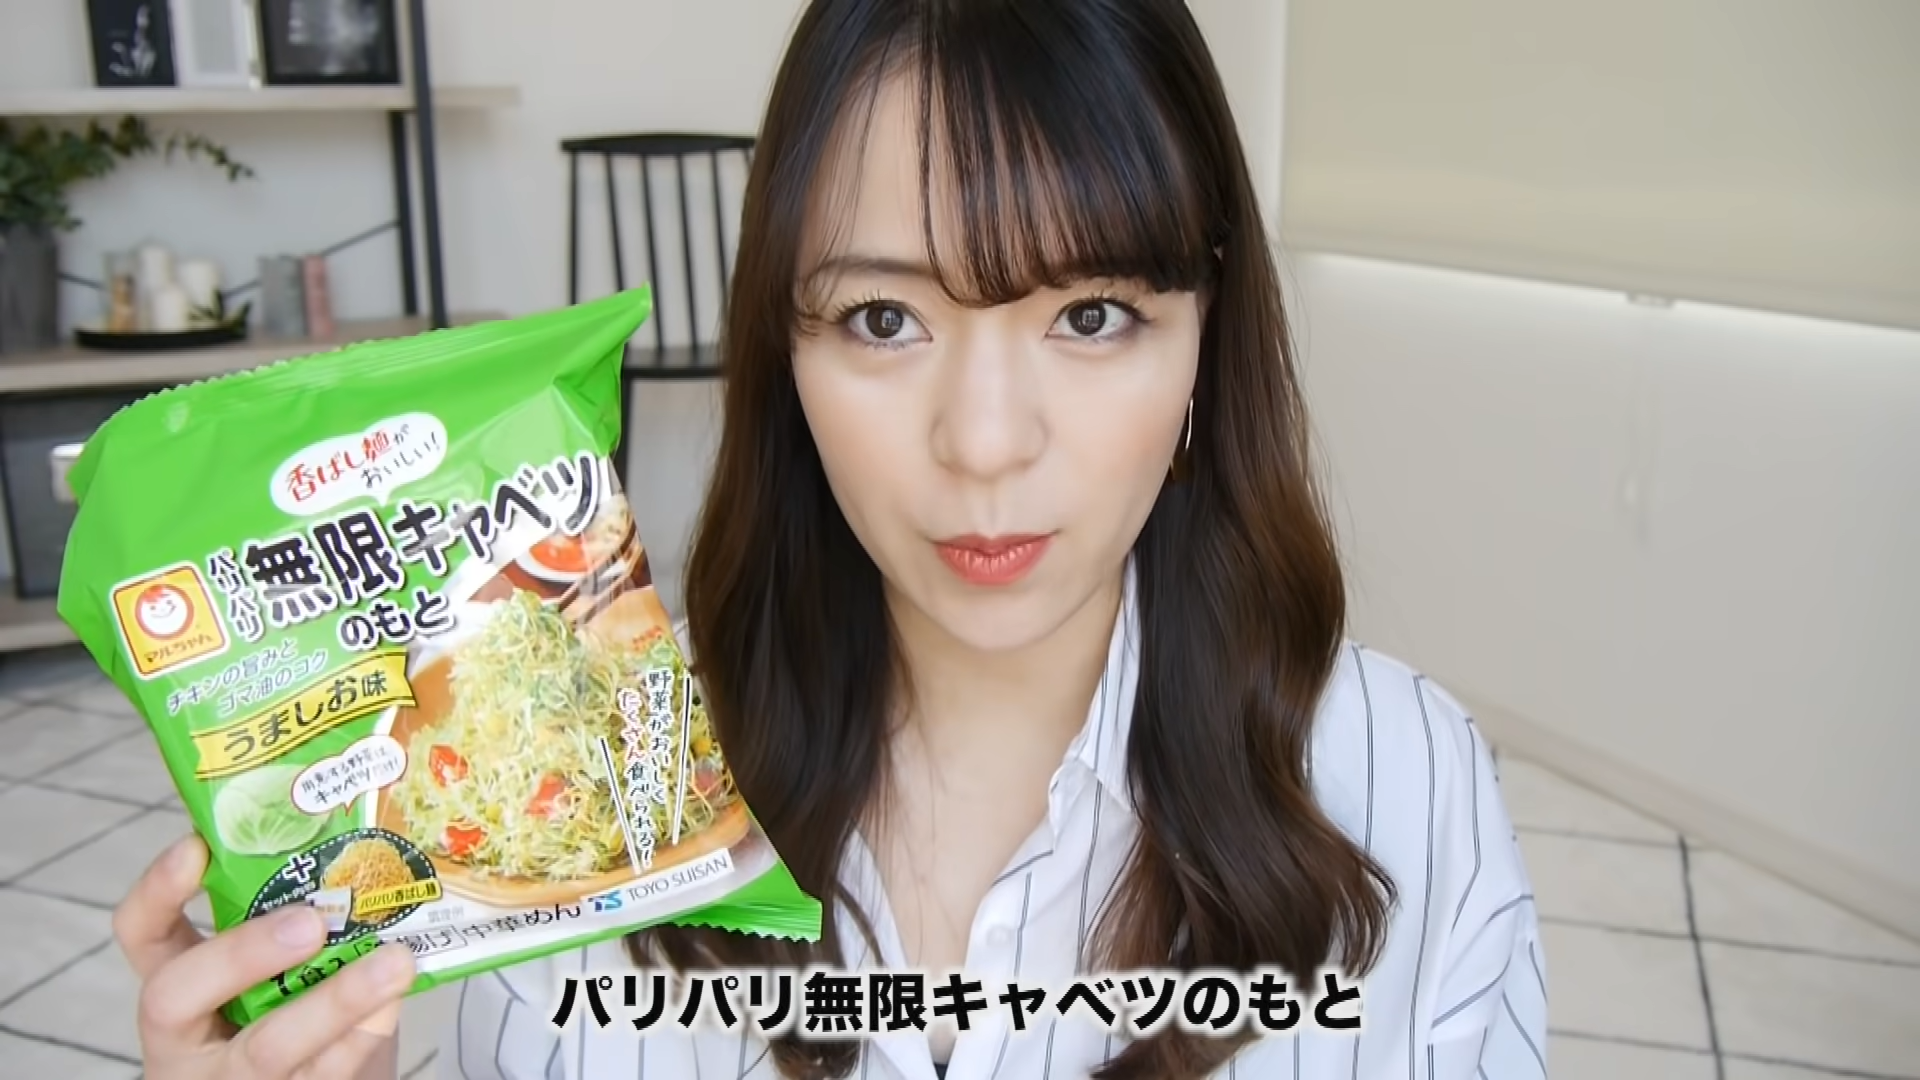 香ばし麺が
おいしい!
パリパリ
無限キャベツ
のもと
マルちゃん
チキンの旨みと
ゴマ油のコク
うましお味
用意する野菜は
キャベツだけ!
野菜がおいしく
たくさん食べられる!
+
パリパリ香ばし麺
調理例
中華めん
TS TOYO SUISAN
パリパリ無限キャベツのもと